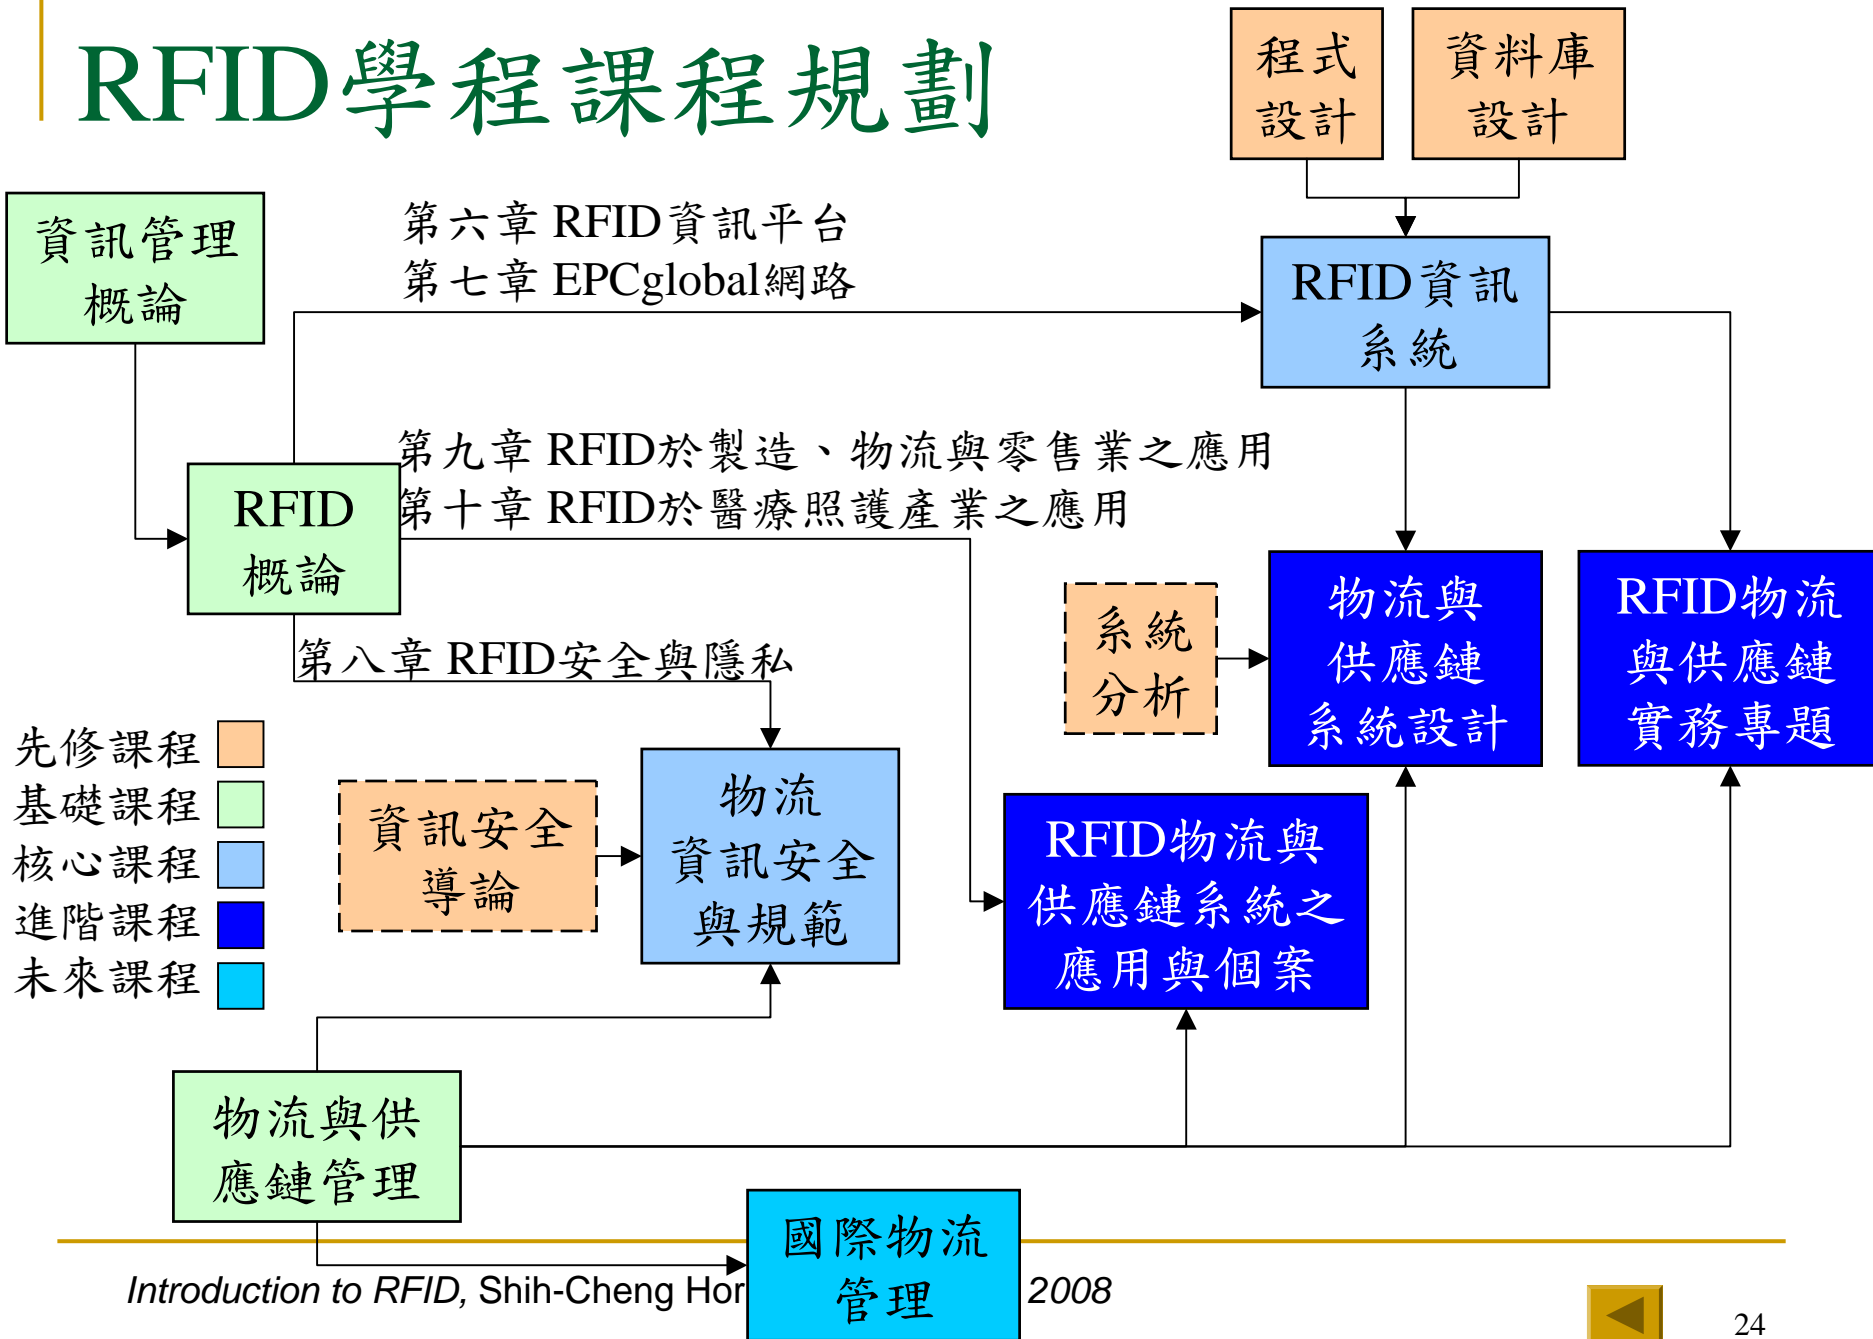 RFID學程課程規劃
程式
設計
資料庫
設計
資訊管理
概論
第六章 RFID資訊平台
第七章 EPCglobal網路
RFID資訊
系統
第九章 RFID於製造、物流與零售業之應用
第十章 RFID於醫療照護產業之應用
RFID
概論
第八章 RFID安全與隱私
系統
分析
物流與
供應鏈
系統設計
RFID物流
與供應鏈
實務專題
先修課程
基礎課程
核心課程
進階課程
未來課程
資訊安全
導論
物流
資訊安全
與規範
RFID物流與
供應鏈系統之
應用與個案
物流與供
應鏈管理
國際物流
管理
Introduction to RFID, Shih-Cheng Hor 2008
24